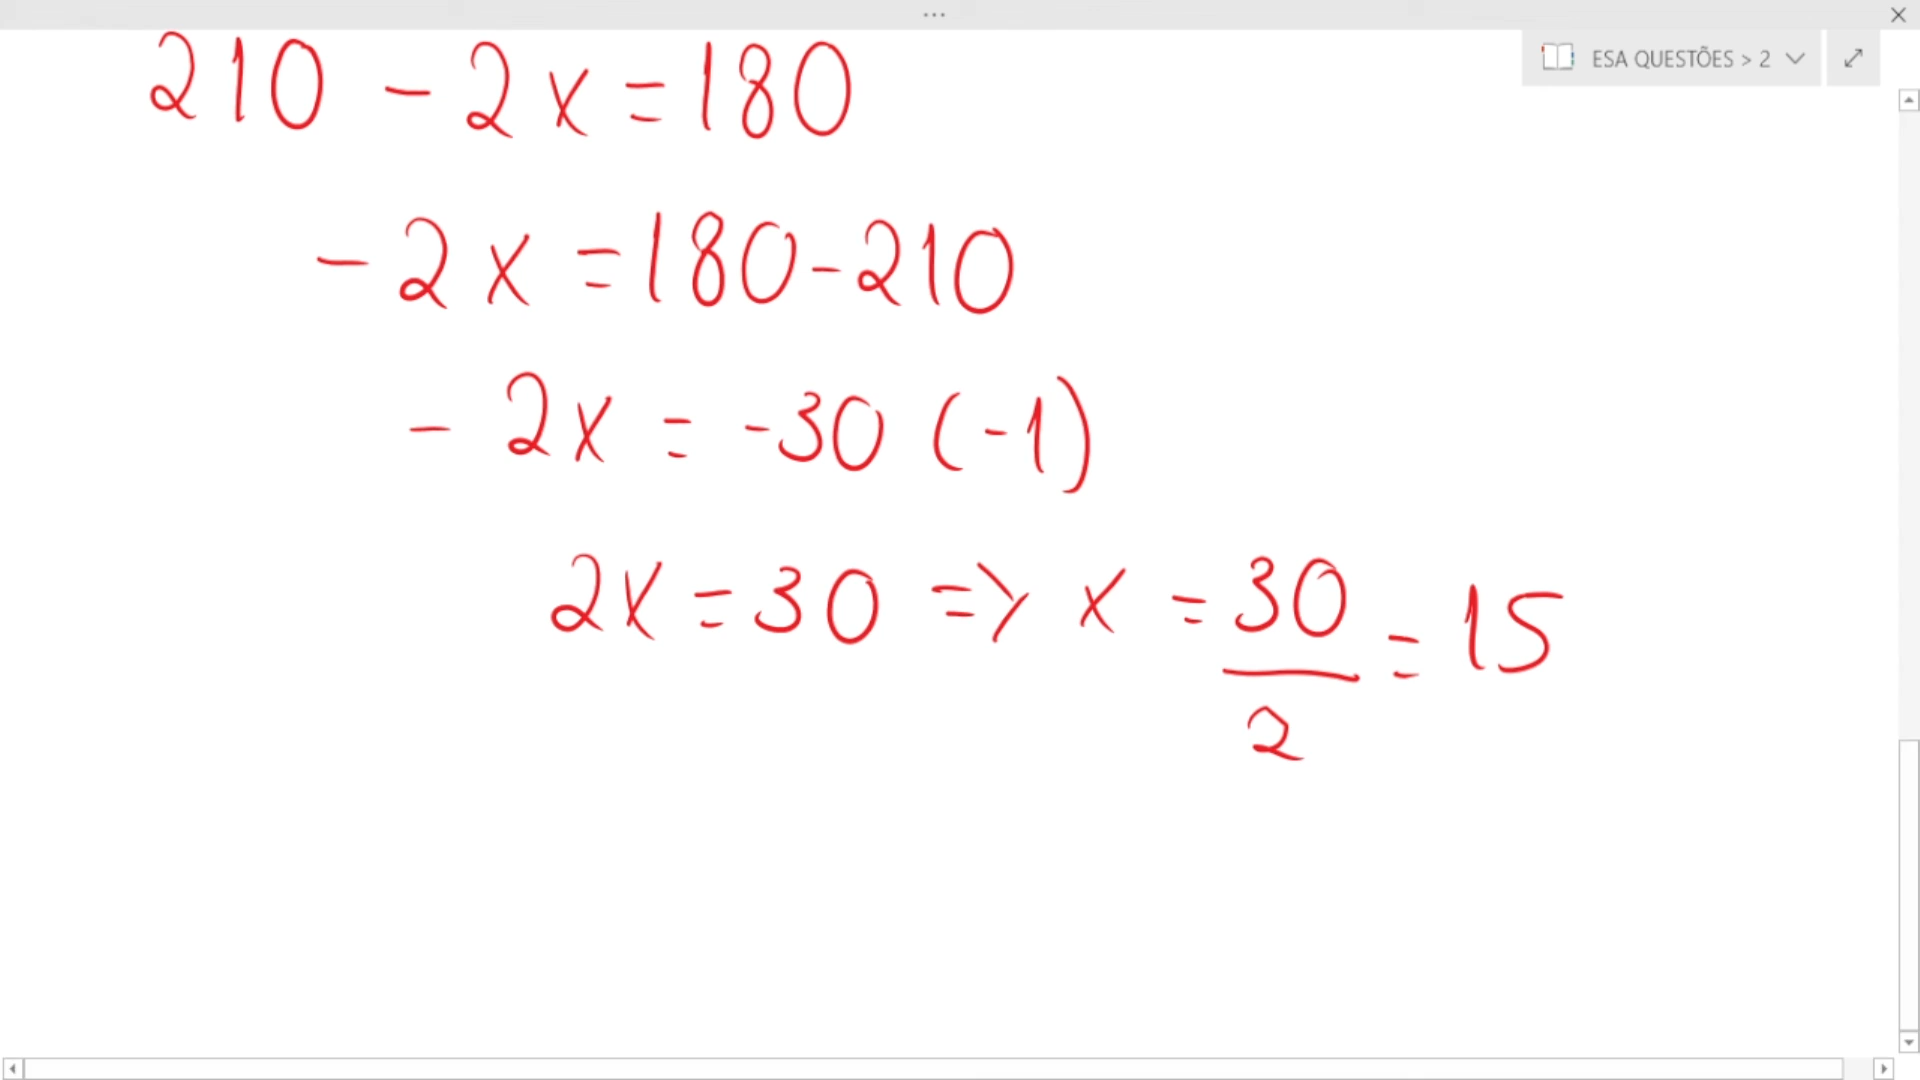 ESA QUESTÕES > 2
210 - 2x = 180
- 2x = 180 - 210
- 2x = -30 (-1)
2x = 30 => x = 30/2 = 15